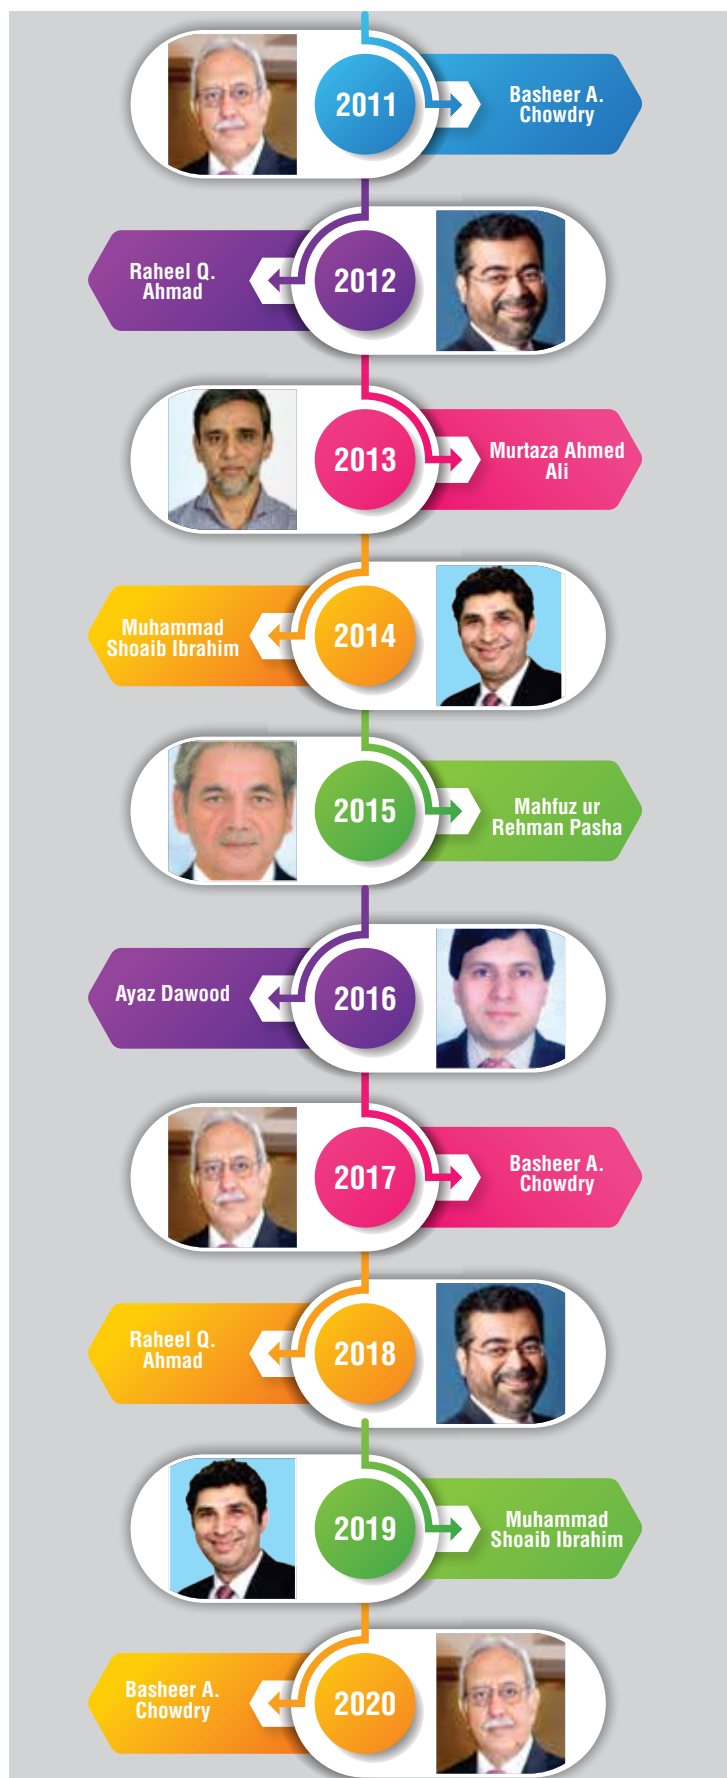 2011
Basheer A.
Chowdry
Raheel Q.
Ahmad
2012
2013
Murtaza Ahmed
Ali
Muhammad
Shoaib Ibrahim
2014
2015
Mahfuz ur
Rehman Pasha
Ayaz Dawood
2016
2017
Basheer A.
Chowdry
Raheel Q.
Ahmad
2018
2019
Muhammad
Shoaib Ibrahim
Basheer A.
Chowdry
2020